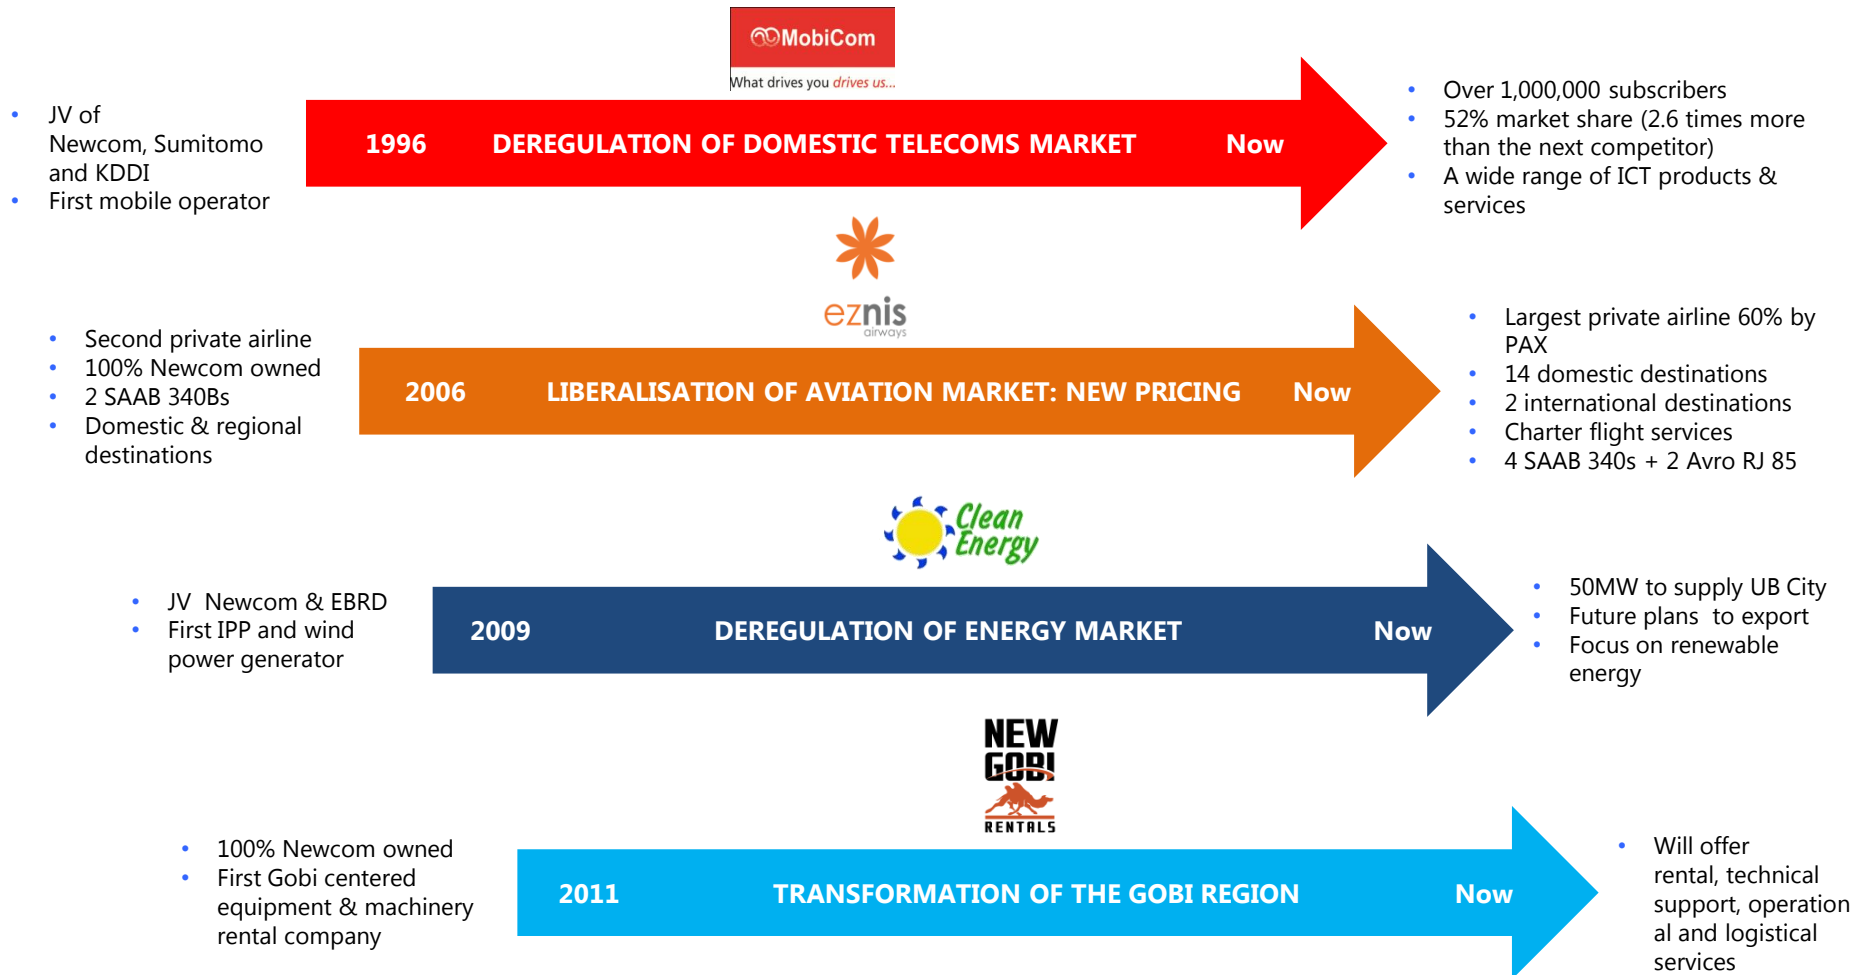 MobiCom
What drives you drives us...
• JV of
Newcom, Sumitomo
and KDDI
• First mobile operator
1996 DEREGULATION OF DOMESTIC TELECOMS MARKET Now
• Over 1,000,000 subscribers
• 52% market share (2.6 times more
than the next competitor)
• A wide range of ICT products &
services
eznis
airways
• Second private airline
• 100% Newcom owned
• 2 SAAB 340Bs
• Domestic & regional
destinations
2006 LIBERALISATION OF AVIATION MARKET: NEW PRICING Now
• Largest private airline 60% by
PAX
• 14 domestic destinations
• 2 international destinations
• Charter flight services
• 4 SAAB 340s + 2 Avro RJ 85
Clean
Energy
• JV Newcom & EBRD
• First IPP and wind
power generator
2009 DEREGULATION OF ENERGY MARKET Now
• 50MW to supply UB City
• Future plans to export
• Focus on renewable
energy
NEW
GOBI
RENTALS
• 100% Newcom owned
• First Gobi centered
equipment & machinery
rental company
2011 TRANSFORMATION OF THE GOBI REGION Now
• Will offer
rental, technical
support, operation
al and logistical
services